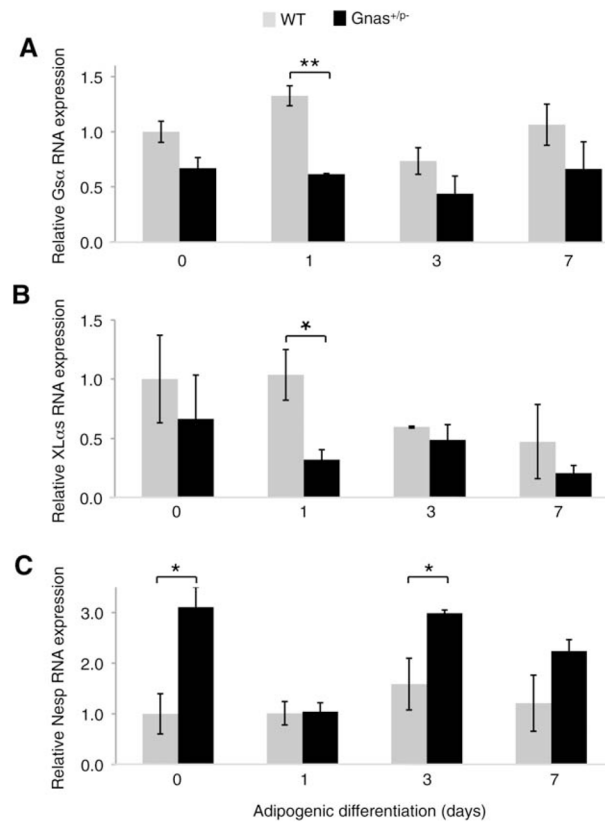 WT Gnas+/p-
A
**
Relative Gsα RNA expression
1.5
1.0
0.5
0.0
0 1 3 7
B
*
Relative XLαs RNA expression
1.5
1.0
0.5
0.0
0 1 3 7
C
* *
Relative Nesp RNA expression
3.0
2.0
1.0
0.0
0 1 3 7
Adipogenic differentiation (days)